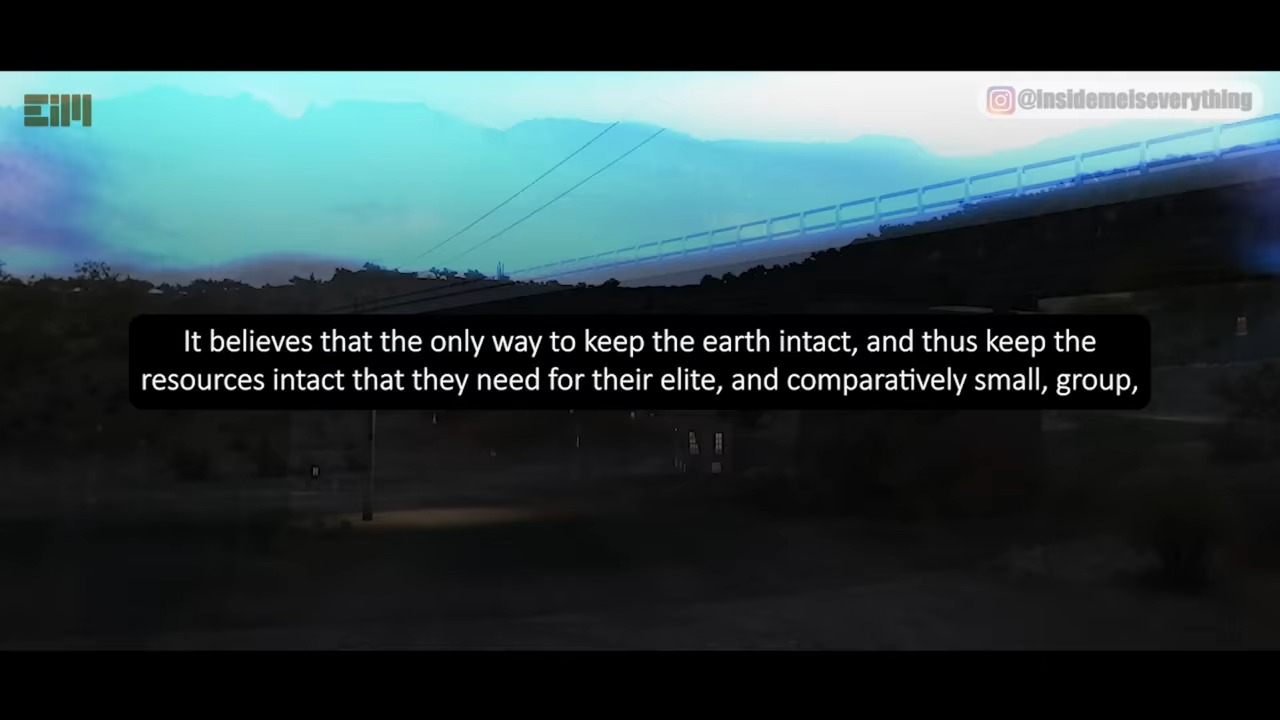 EIM
@Insidemeiseverything
It believes that the only way to keep the earth intact, and thus keep the
resources intact that they need for their elite, and comparatively small, group,